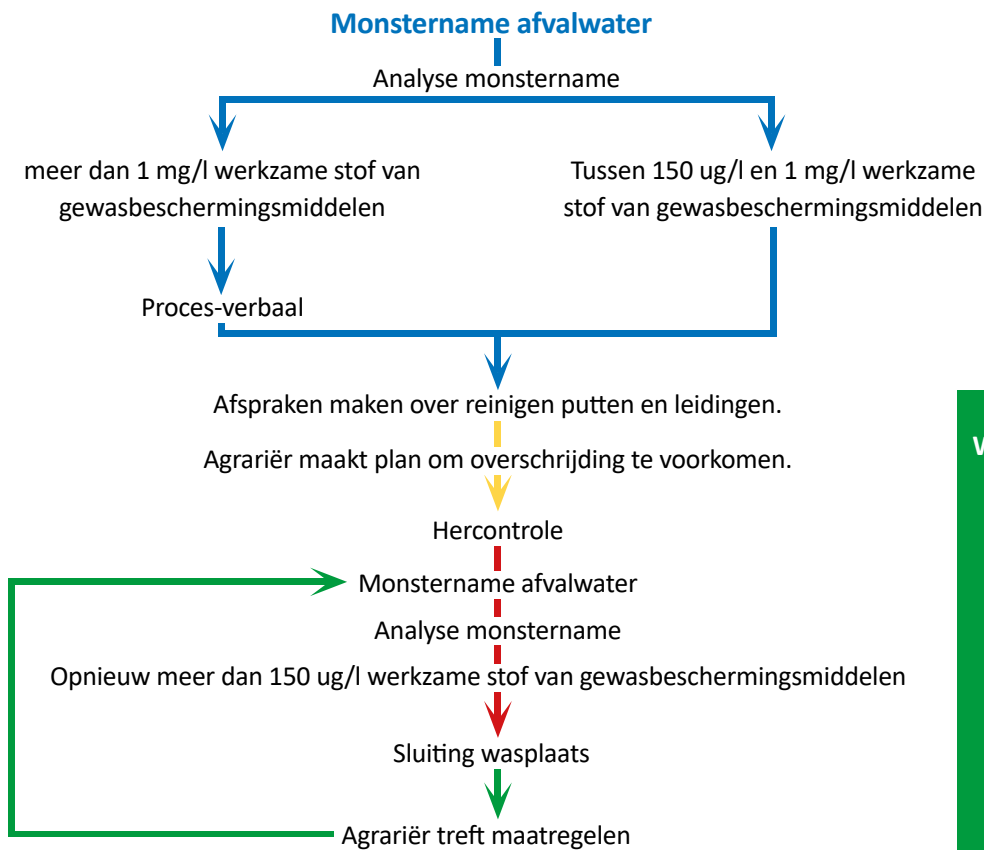 Monstername afvalwater
Analyse monstername
meer dan 1 mg/l werkzame stof van
gewasbeschermingsmiddelen
Tussen 150 ug/l en 1 mg/l werkzame
stof van gewasbeschermingsmiddelen
Proces-verbaal
Afspraken maken over reinigen putten en leidingen.
Agrariër maakt plan om overschrijding te voorkomen.
Hercontrole
Monstername afvalwater
Analyse monstername
Opnieuw meer dan 150 ug/l werkzame stof van gewasbeschermingsmiddelen
Sluiting wasplaats
Agrariër treft maatregelen